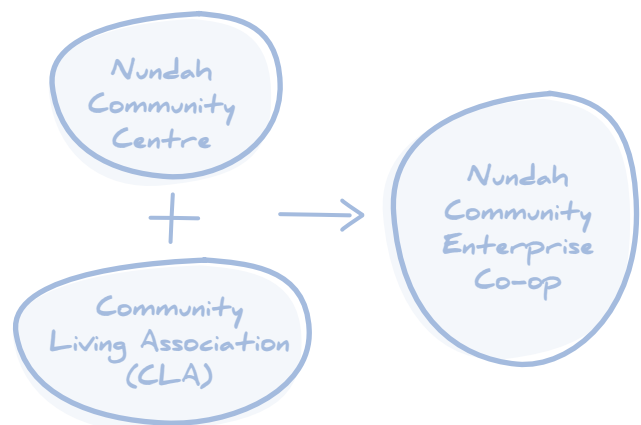 Nundah
Community
Centre
+
Community
Living Association
(CLA)
Nundah
Community
Enterprise
Co-op